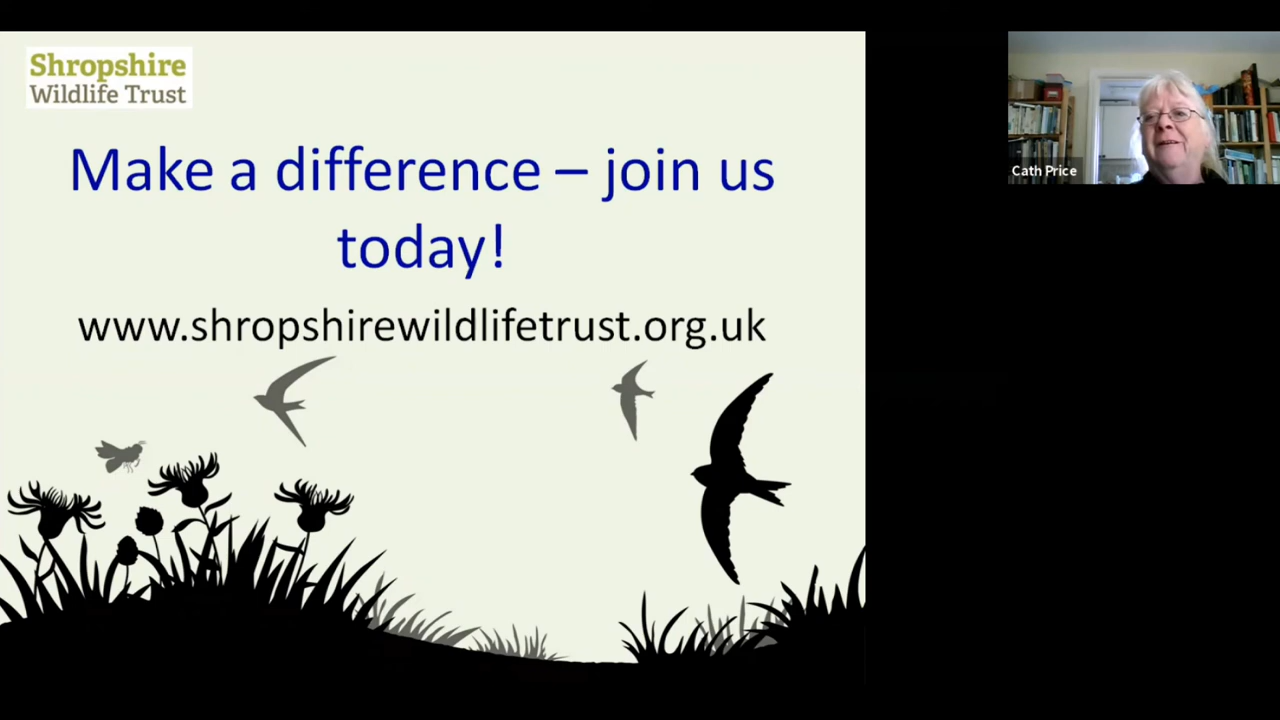 Shropshire
Wildlife Trust
Make a difference – join us
today!
www.shropshirewildlifetrust.org.uk
Cath Price